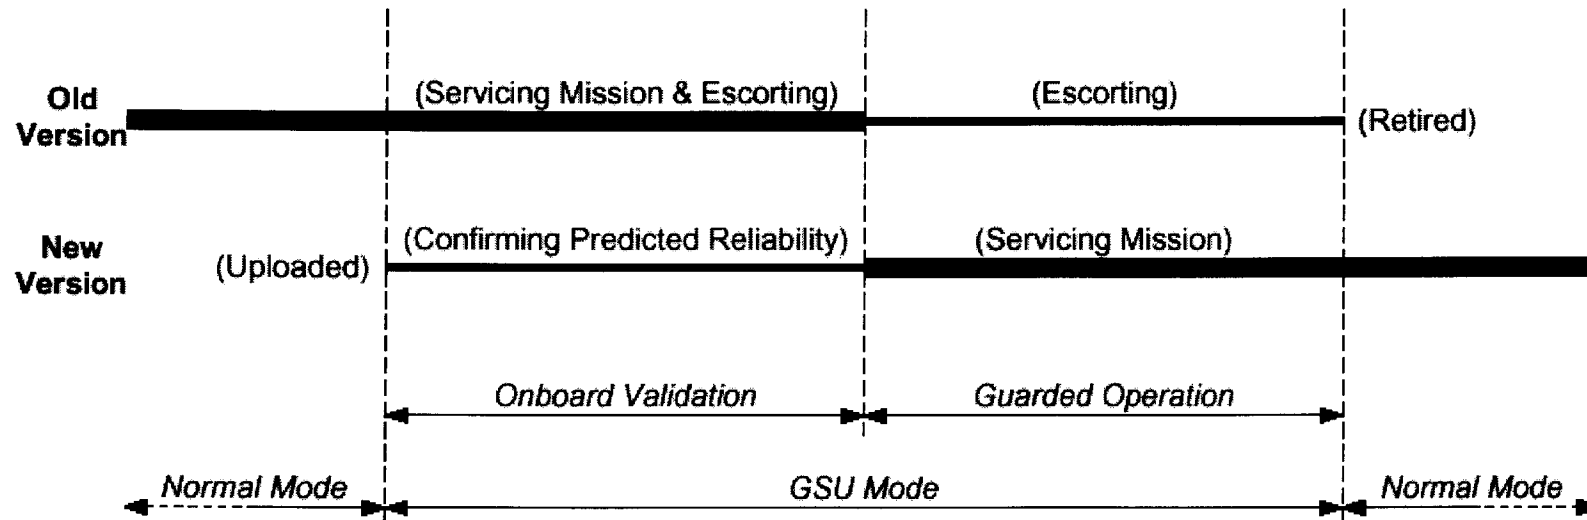 Old
Version
(Servicing Mission & Escorting)
(Escorting)
(Retired)
New
Version
(Uploaded)
(Confirming Predicted Reliability)
(Servicing Mission)
Onboard Validation
Guarded Operation
Normal Mode
GSU Mode
Normal Mode